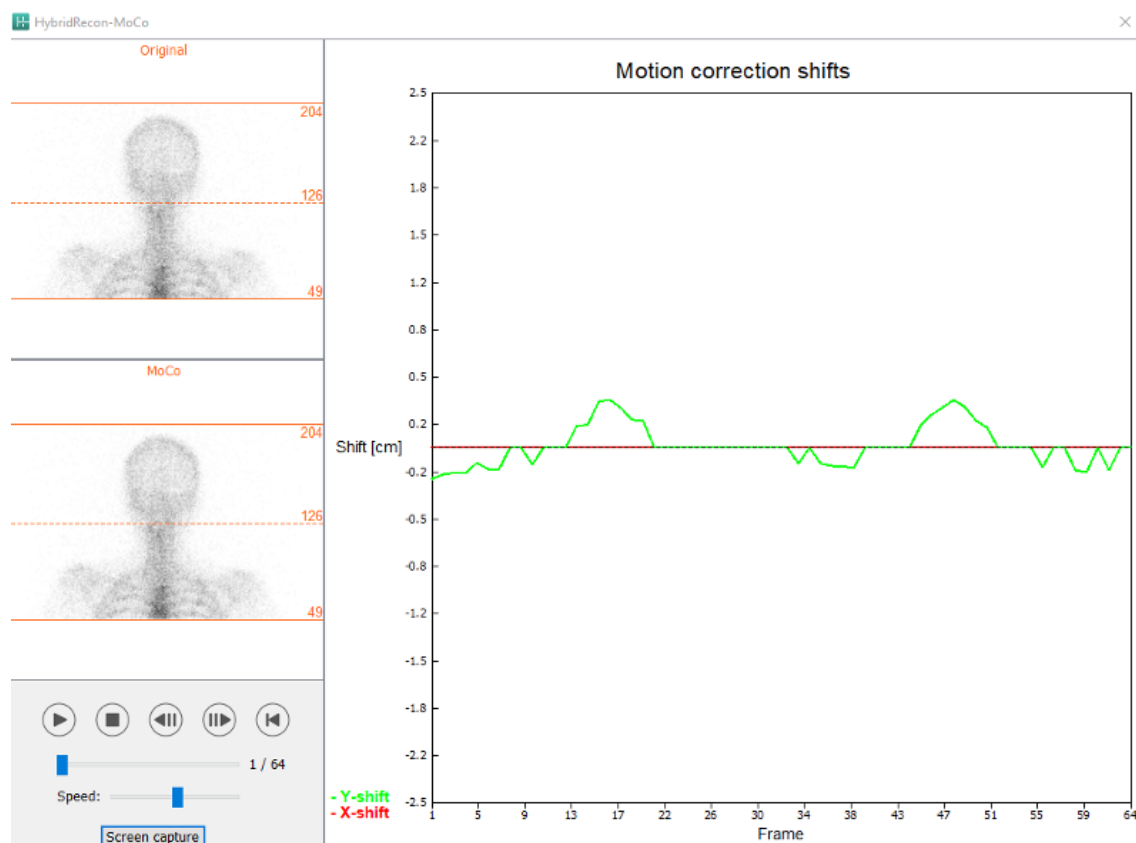 HybridRecon-MoCo
Original
204
126
49
MoCo
204
126
49
1 / 64
Speed:
Screen capture
Motion correction shifts
2.5
2.2
1.8
1.5
1.2
0.8
0.5
0.2
Shift [cm]
-0.2
-0.5
-0.8
-1.2
-1.5
-1.8
-2.2
-2.5
- Y-shift
- X-shift
1 5 9 13 17 22 26 30 34 38 43 47 51 55 59 64
Frame